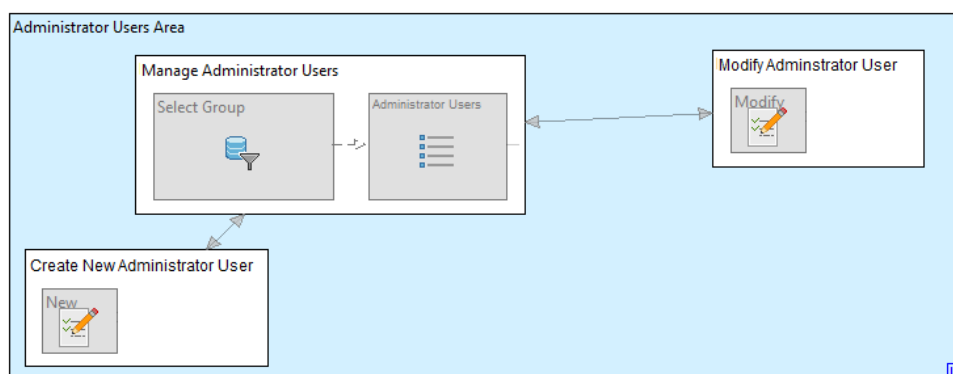 Administrator Users Area
Manage Administrator Users
Select Group
Administrator Users
Modify Adminstrator User
Modify
Create New Administrator User
New